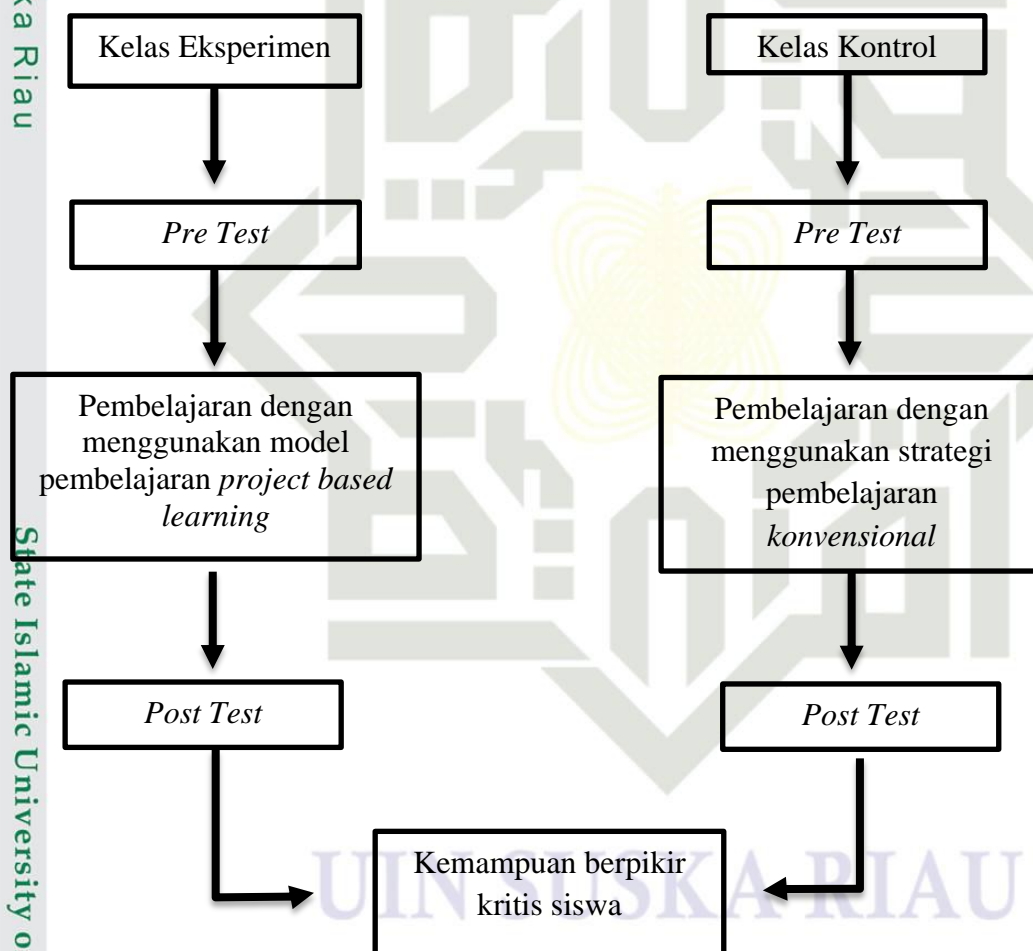 ka Riau
State Islamic University o
Kelas Eksperimen
Kelas Kontrol
Pre Test
Pre Test
Pembelajaran dengan
menggunakan model
pembelajaran project based
learning
Pembelajaran dengan
menggunakan strategi
pembelajaran
konvensional
Post Test
Post Test
Kemampuan berpikir
kritis siswa
UIN SUSKA RIAU